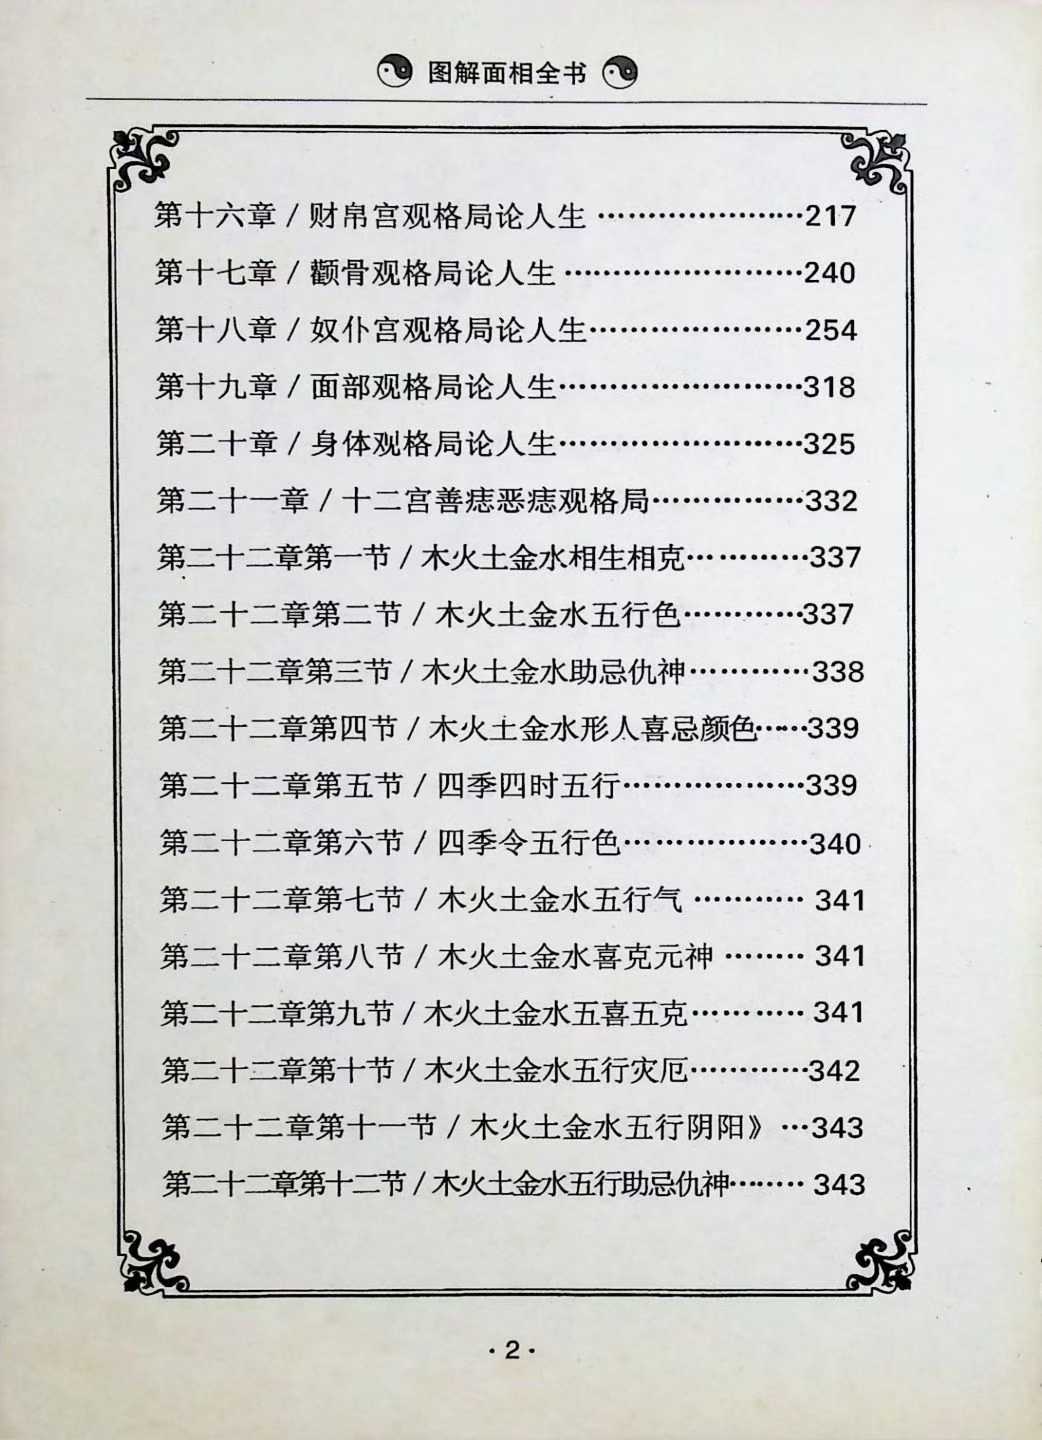 图解面相全书
第十六章/财帛宫观格局论人生…………………217
第十七章/颧骨观格局论人生……………………240
第十八章/奴仆宫观格局论人生…………………254
第十九章/面部观格局论人生……………………318
第二十章/身体观格局论人生……………………325
第二十一章/十二宫善痣恶痣观格局……………332
第二十二章第一节/木火土金水相生相克…………337
第二十二章第二节/木火土金水五行色…………337
第二十二章第三节/木火土金水助忌仇神…………338
第二十二章第四节/木火土金水形人喜忌颜色……339
第二十二章第五节/四季四时五行………………339
第二十二章第六节/四季令五行色………………340
第二十二章第七节/木火土金水五行气…………341
第二十二章第八节/木火土金水喜克元神………341
第二十二章第九节/木火土金水五喜五克…………341
第二十二章第十节/木火土金水五行灾厄…………342
第二十二章第十一节/木火土金水五行阴阳》…343
第二十二章第十二节/木火土金水五行助忌仇神………343
·2·